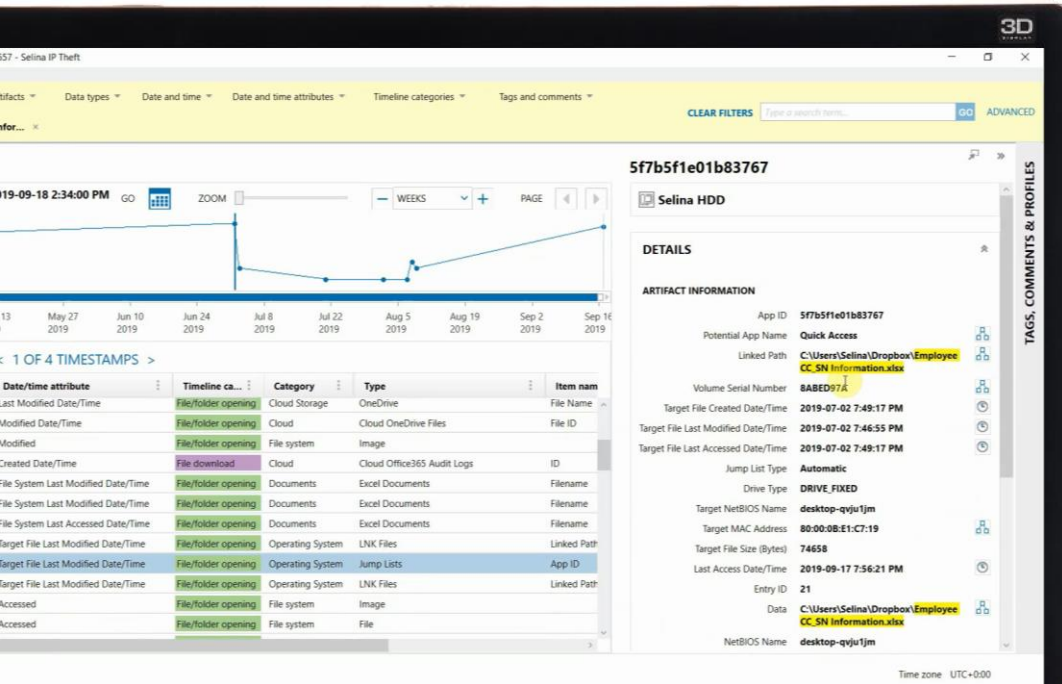 3D
DISPLAY
557 - Selina IP Theft
tifacts Data types Date and time Date and time attributes Timeline categories Tags and comments
CLEAR FILTERS Type a search term... GO ADVANCED
nfor... ×
019-09-18 2:34:00 PM GO ZOOM WEEKS PAGE
13 May 27 Jun 10 Jun 24 Jul 8 Jul 22 Aug 5 Aug 19 Sep 2 Sep 16
2019 2019 2019 2019 2019 2019 2019 2019 2019
< 1 OF 4 TIMESTAMPS >
Date/time attribute Timeline ca... Category Type Item nam
Last Modified Date/Time File/folder opening Cloud Storage OneDrive File Name
Modified Date/Time File/folder opening Cloud Cloud OneDrive Files File ID
Modified File/folder opening File system Image
Created Date/Time File download Cloud Cloud Office365 Audit Logs ID
File System Last Modified Date/Time File/folder opening Documents Excel Documents Filename
File System Last Modified Date/Time File/folder opening Documents Excel Documents Filename
File System Last Accessed Date/Time File/folder opening Documents Excel Documents Filename
Target File Last Modified Date/Time File/folder opening Operating System LNK Files Linked Path
Target File Last Modified Date/Time File/folder opening Operating System Jump Lists App ID
Target File Last Modified Date/Time File/folder opening Operating System LNK Files Linked Path
Accessed File/folder opening File system Image
Accessed File/folder opening File system File
5f7b5f1e01b83767
Selina HDD
DETAILS
ARTIFACT INFORMATION
App ID 5f7b5f1e01b83767
Potential App Name Quick Access
Linked Path C:\Users\Selina\Dropbox\Employee
CC_SN Information.xlsx
Volume Serial Number 8ABED97A
Target File Created Date/Time 2019-07-02 7:49:17 PM
Target File Last Modified Date/Time 2019-07-02 7:46:55 PM
Target File Last Accessed Date/Time 2019-07-02 7:49:17 PM
Jump List Type Automatic
Drive Type DRIVE_FIXED
Target NetBIOS Name desktop-qvju1jm
Target MAC Address 80:00:0B:E1:C7:19
Target File Size (Bytes) 74658
Last Access Date/Time 2019-09-17 7:56:21 PM
Entry ID 21
Data C:\Users\Selina\Dropbox\Employee
CC_SN Information.xlsx
NetBIOS Name desktop-qvju1jm
TAGS, COMMENTS & PROFILES
Time zone UTC+0:00